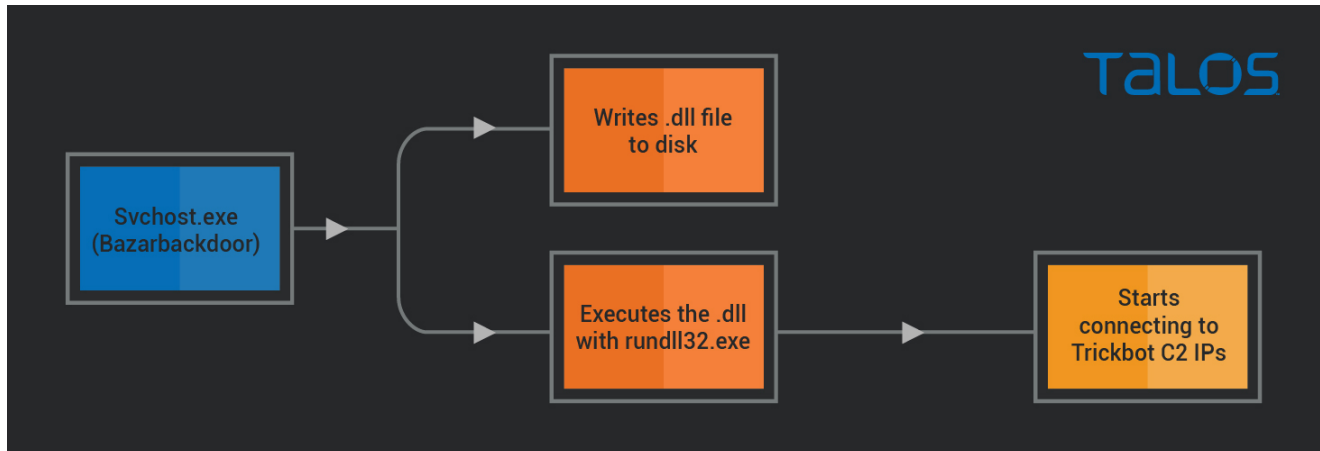 TALOS
Writes .dll file
to disk
Svchost.exe
(Bazarbackdoor)
Executes the .dll
with rundll32.exe
Starts
connecting to
Trickbot C2 IPs